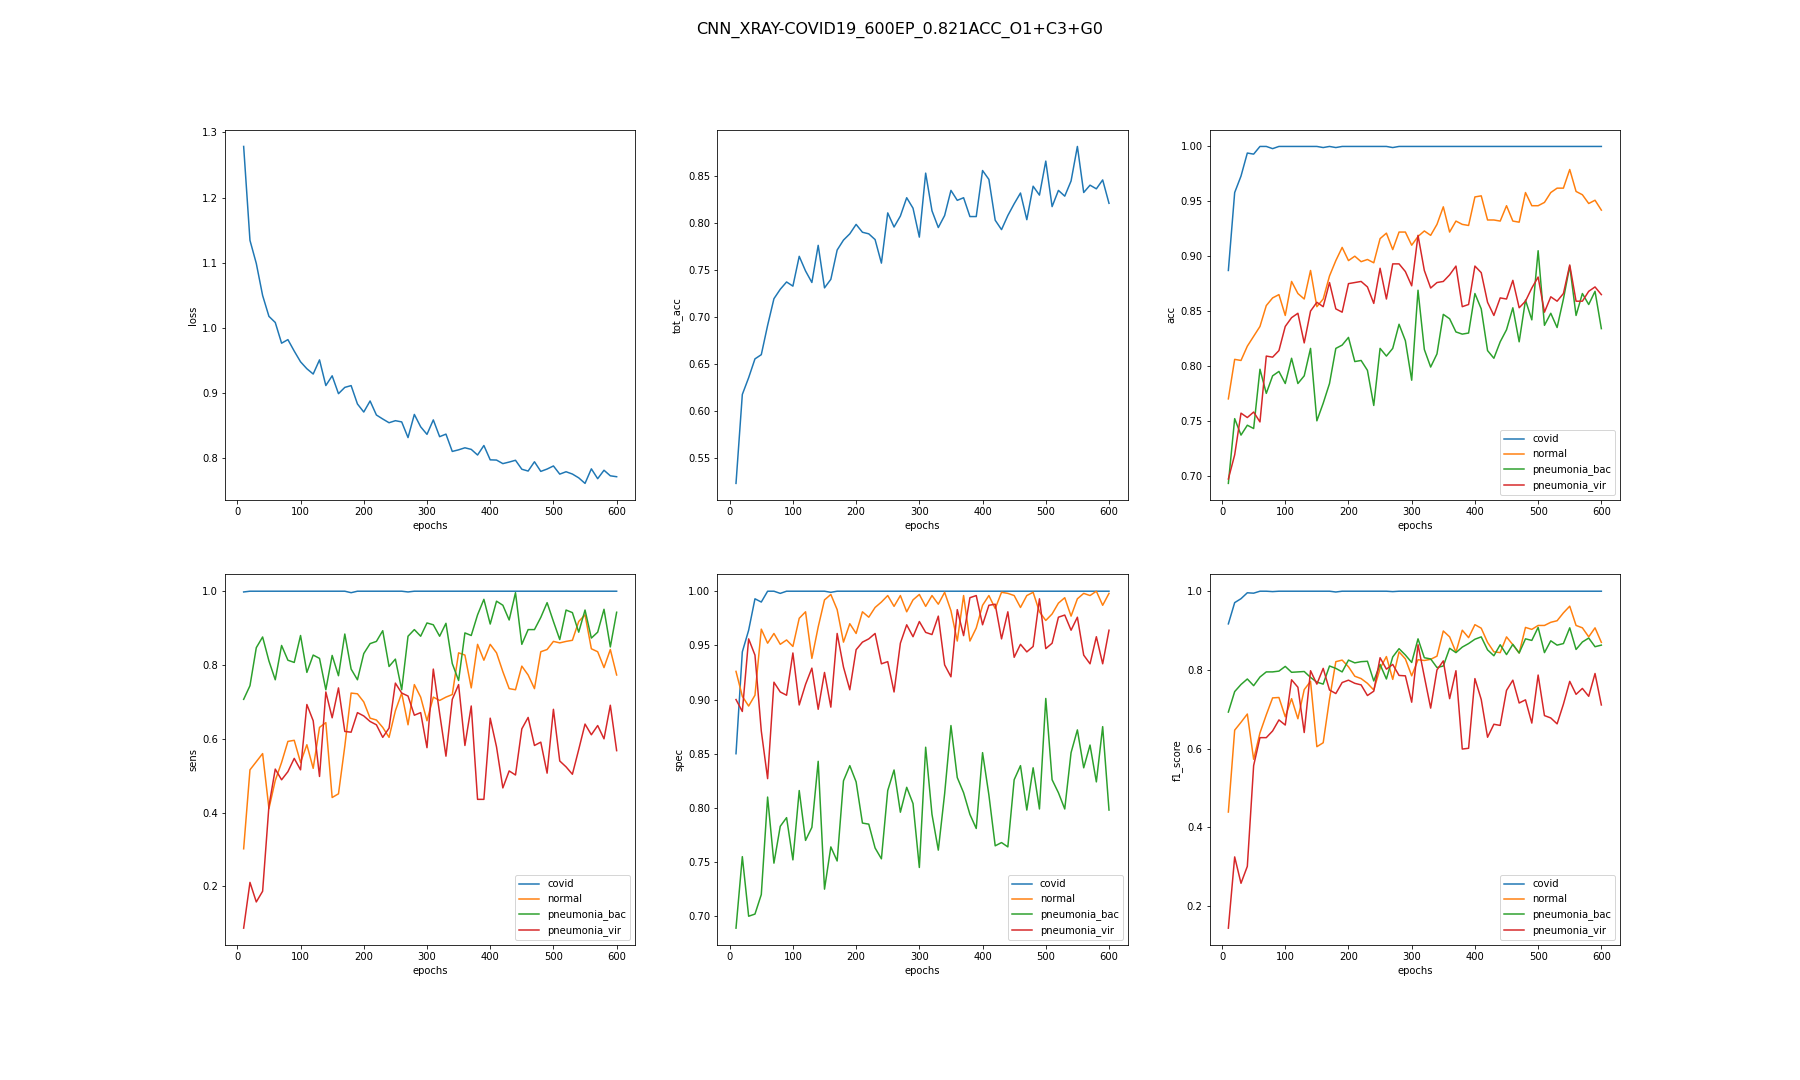 CNN_XRAY-COVID19_600EP_0.821ACC_O1+C3+G0
1.3
1.2
1.1
1.0
0.9
0.8
loss
0 100 200 300 400 500 600
epochs
0.85
0.80
0.75
0.70
0.65
0.60
0.55
tot_acc
0 100 200 300 400 500 600
epochs
1.00
0.95
0.90
0.85
0.80
0.75
0.70
acc
covid
normal
pneumonia_bac
pneumonia_vir
0 100 200 300 400 500 600
epochs
1.0
0.8
0.6
0.4
0.2
sens
covid
normal
pneumonia_bac
pneumonia_vir
0 100 200 300 400 500 600
epochs
1.00
0.95
0.90
0.85
0.80
0.75
0.70
spec
covid
normal
pneumonia_bac
pneumonia_vir
0 100 200 300 400 500 600
epochs
1.0
0.8
0.6
0.4
0.2
f1_score
covid
normal
pneumonia_bac
pneumonia_vir
0 100 200 300 400 500 600
epochs